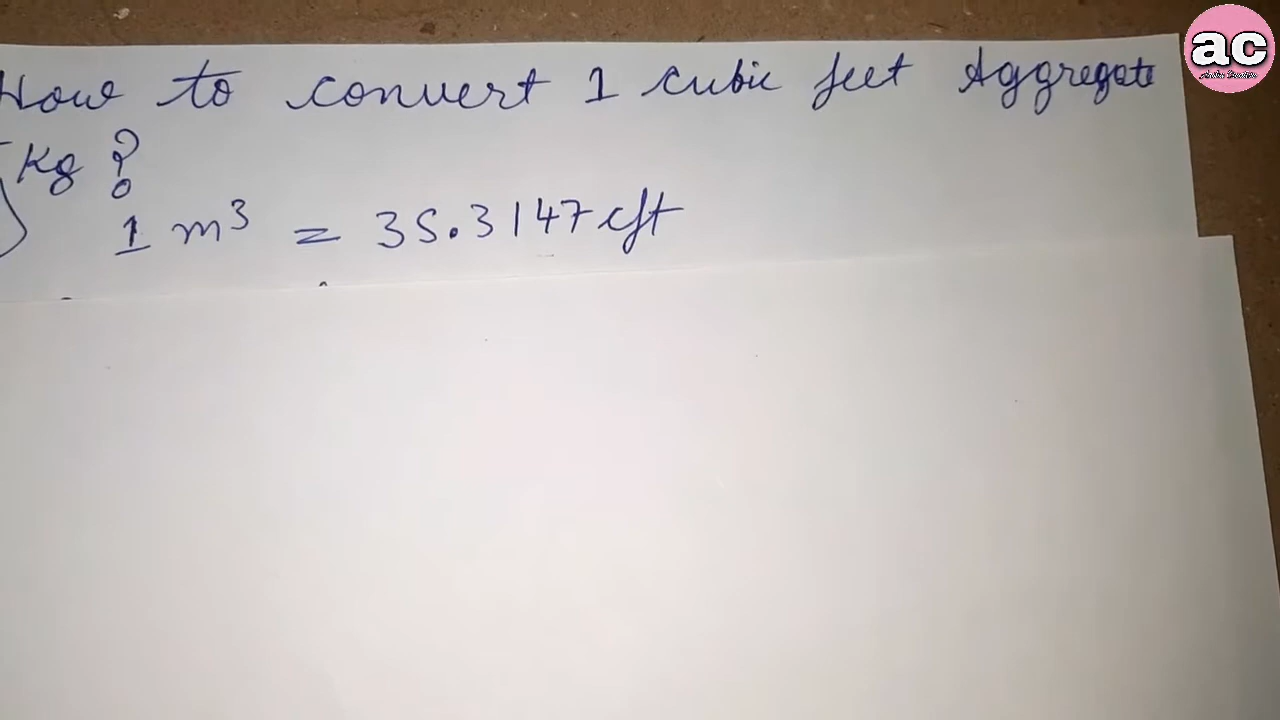 How to convert 1 cubic feet Aggregate
Kg ?
1 m³ = 35.3147 cft
ac